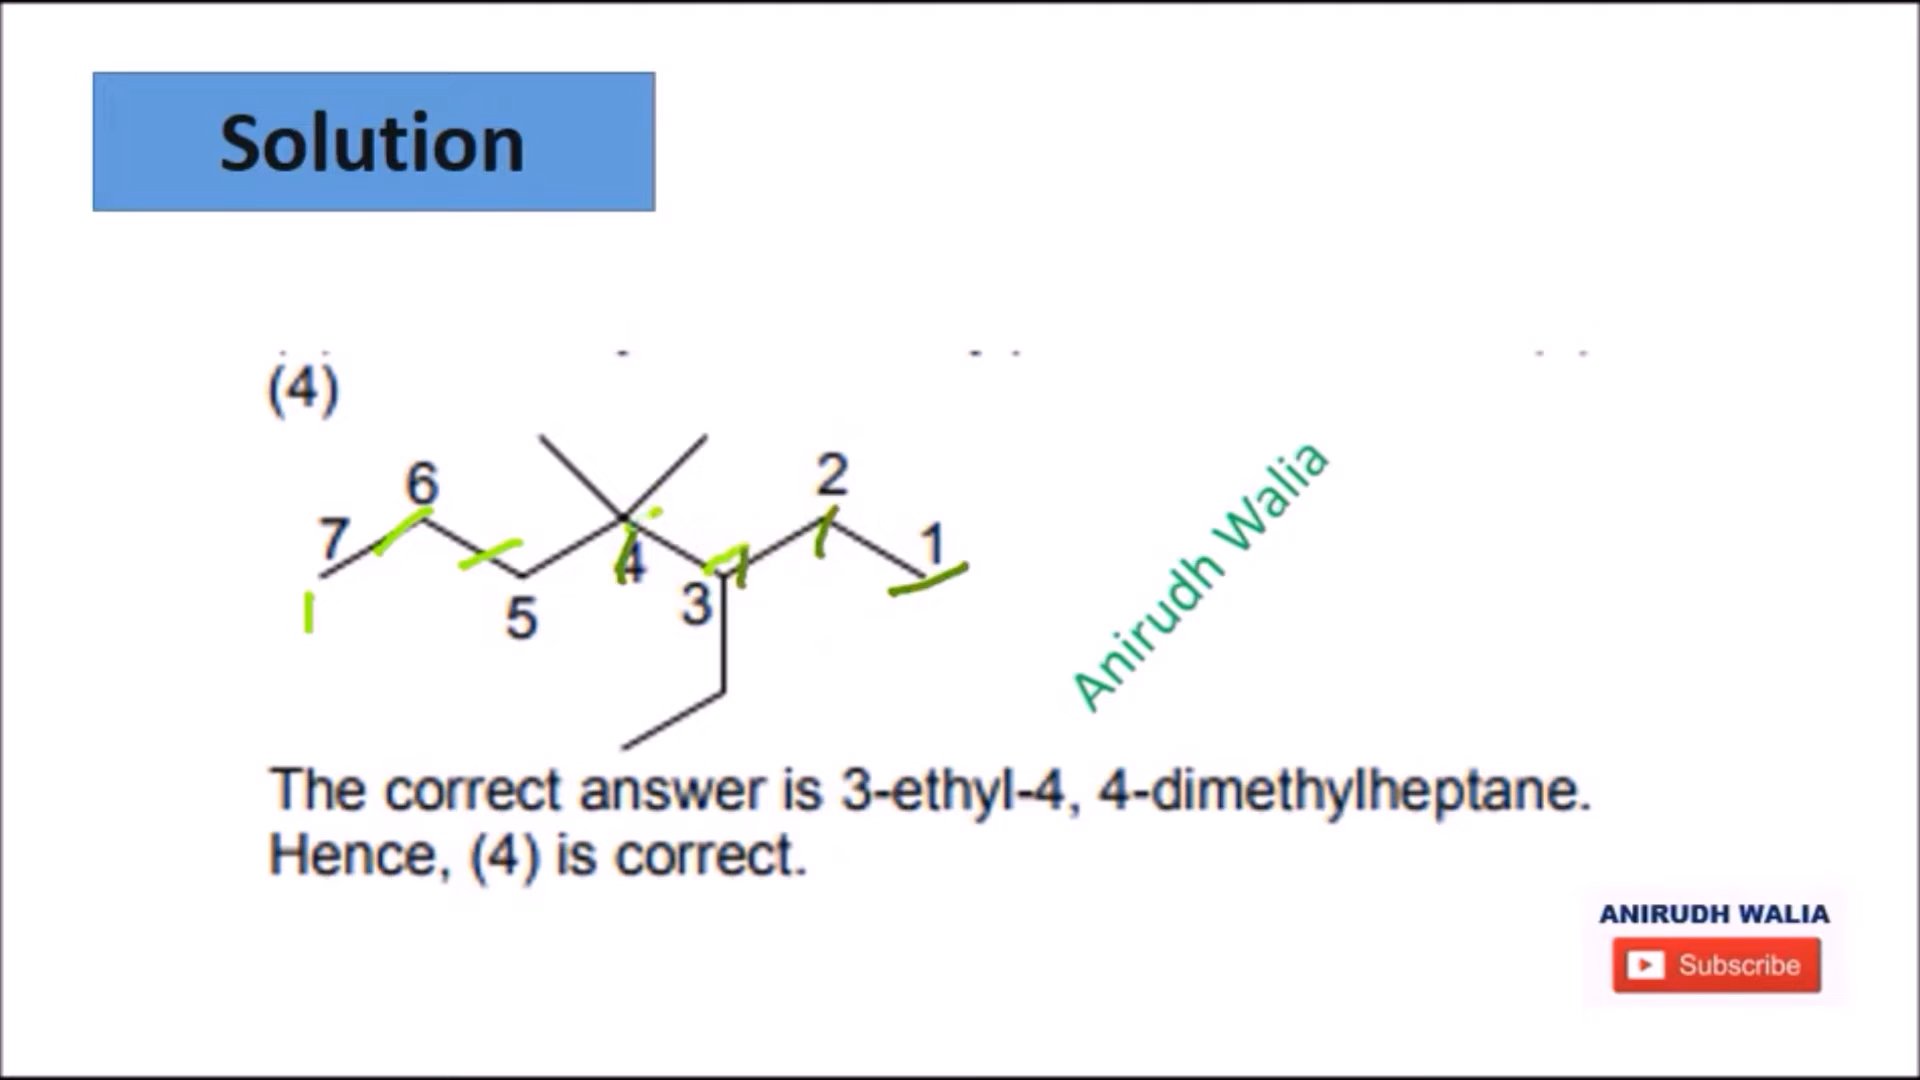 Solution
(4)
2
6
7
1
4
3
5
Anirudh Walia
The correct answer is 3-ethyl-4, 4-dimethylheptane.
Hence, (4) is correct.
ANIRUDH WALIA
Subscribe